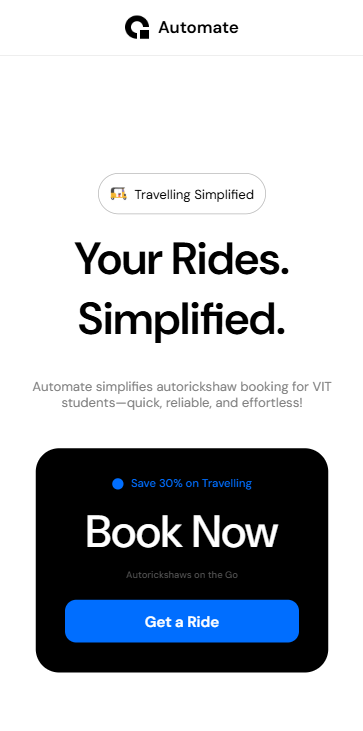 Automate
Travelling Simplified
Your Rides.
Simplified.
Automate simplifies autorickshaw booking for VIT
students—quick, reliable, and effortless!
Save 30% on Travelling
Book Now
Autorickshaws on the Go
Get a Ride